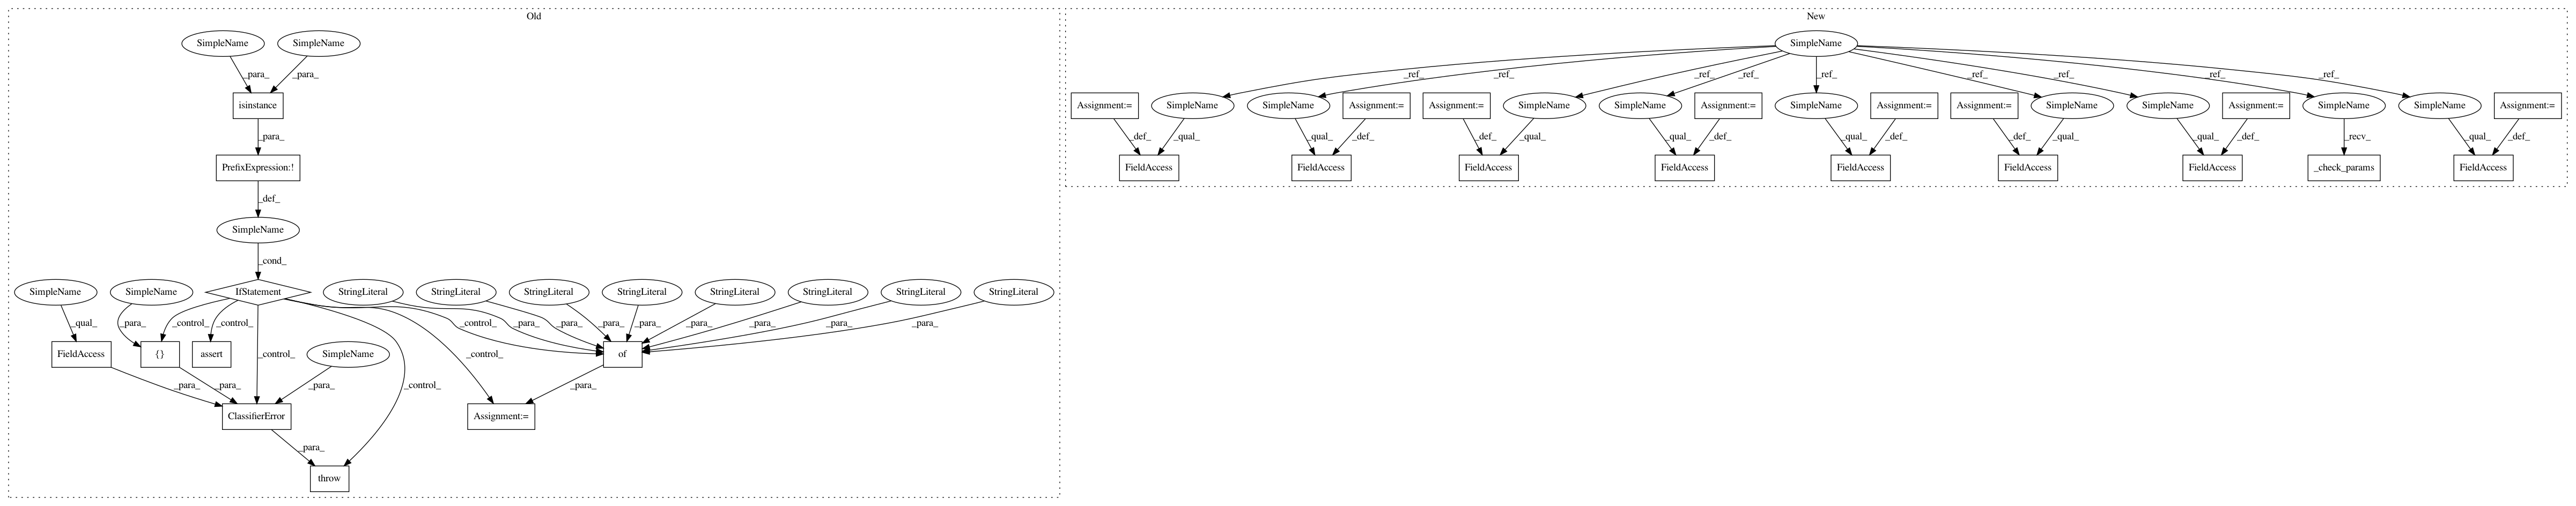 Old
New
SimpleName
SimpleName
SimpleName
_para_
_para_
_ref_
_ref_
_ref_
_ref_
_ref_
_ref_
_ref_
_ref_
_ref_
isinstance
Assignment:=
SimpleName
SimpleName
Assignment:=
Assignment:=
SimpleName
SimpleName
Assignment:=
SimpleName
Assignment:=
Assignment:=
SimpleName
SimpleName
Assignment:=
SimpleName
SimpleName
Assignment:=
_para_
_def_
_qual_
_qual_
_def_
_def_
_qual_
_qual_
_def_
_qual_
_def_
_def_
_qual_
_qual_
_def_
_recv_
_qual_
_def_
PrefixExpression:!
FieldAccess
FieldAccess
FieldAccess
FieldAccess
FieldAccess
FieldAccess
FieldAccess
_check_params
FieldAccess
_def_
SimpleName
_cond_
SimpleName
SimpleName
IfStatement
StringLiteral
StringLiteral
StringLiteral
StringLiteral
StringLiteral
StringLiteral
StringLiteral
StringLiteral
_qual_
_para_
_control_
_control_
_control_
_para_
_para_
_para_
_para_
_para_
_para_
_para_
_para_
FieldAccess
{}
assert
_control_
SimpleName
_control_
of
_para_
_para_
_para_
_control_
_para_
ClassifierError
Assignment:=
_para_
throw